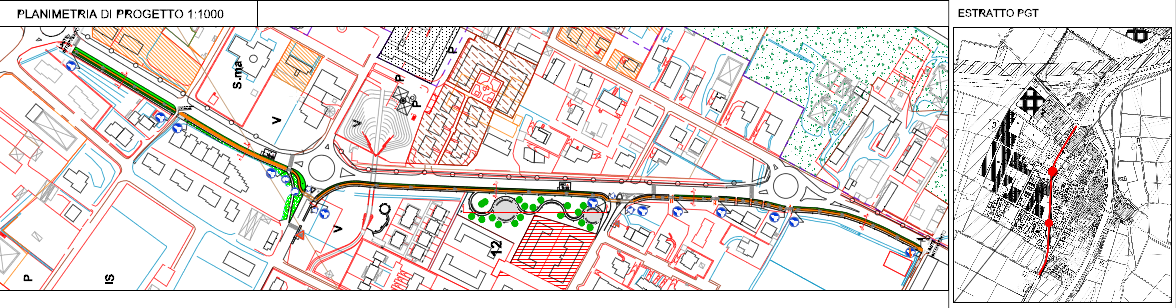 PLANIMETRIA DI PROGETTO 1:1000
ESTRATTO PGT
P
S.ma
P
P
V
V
V
12
P
IS